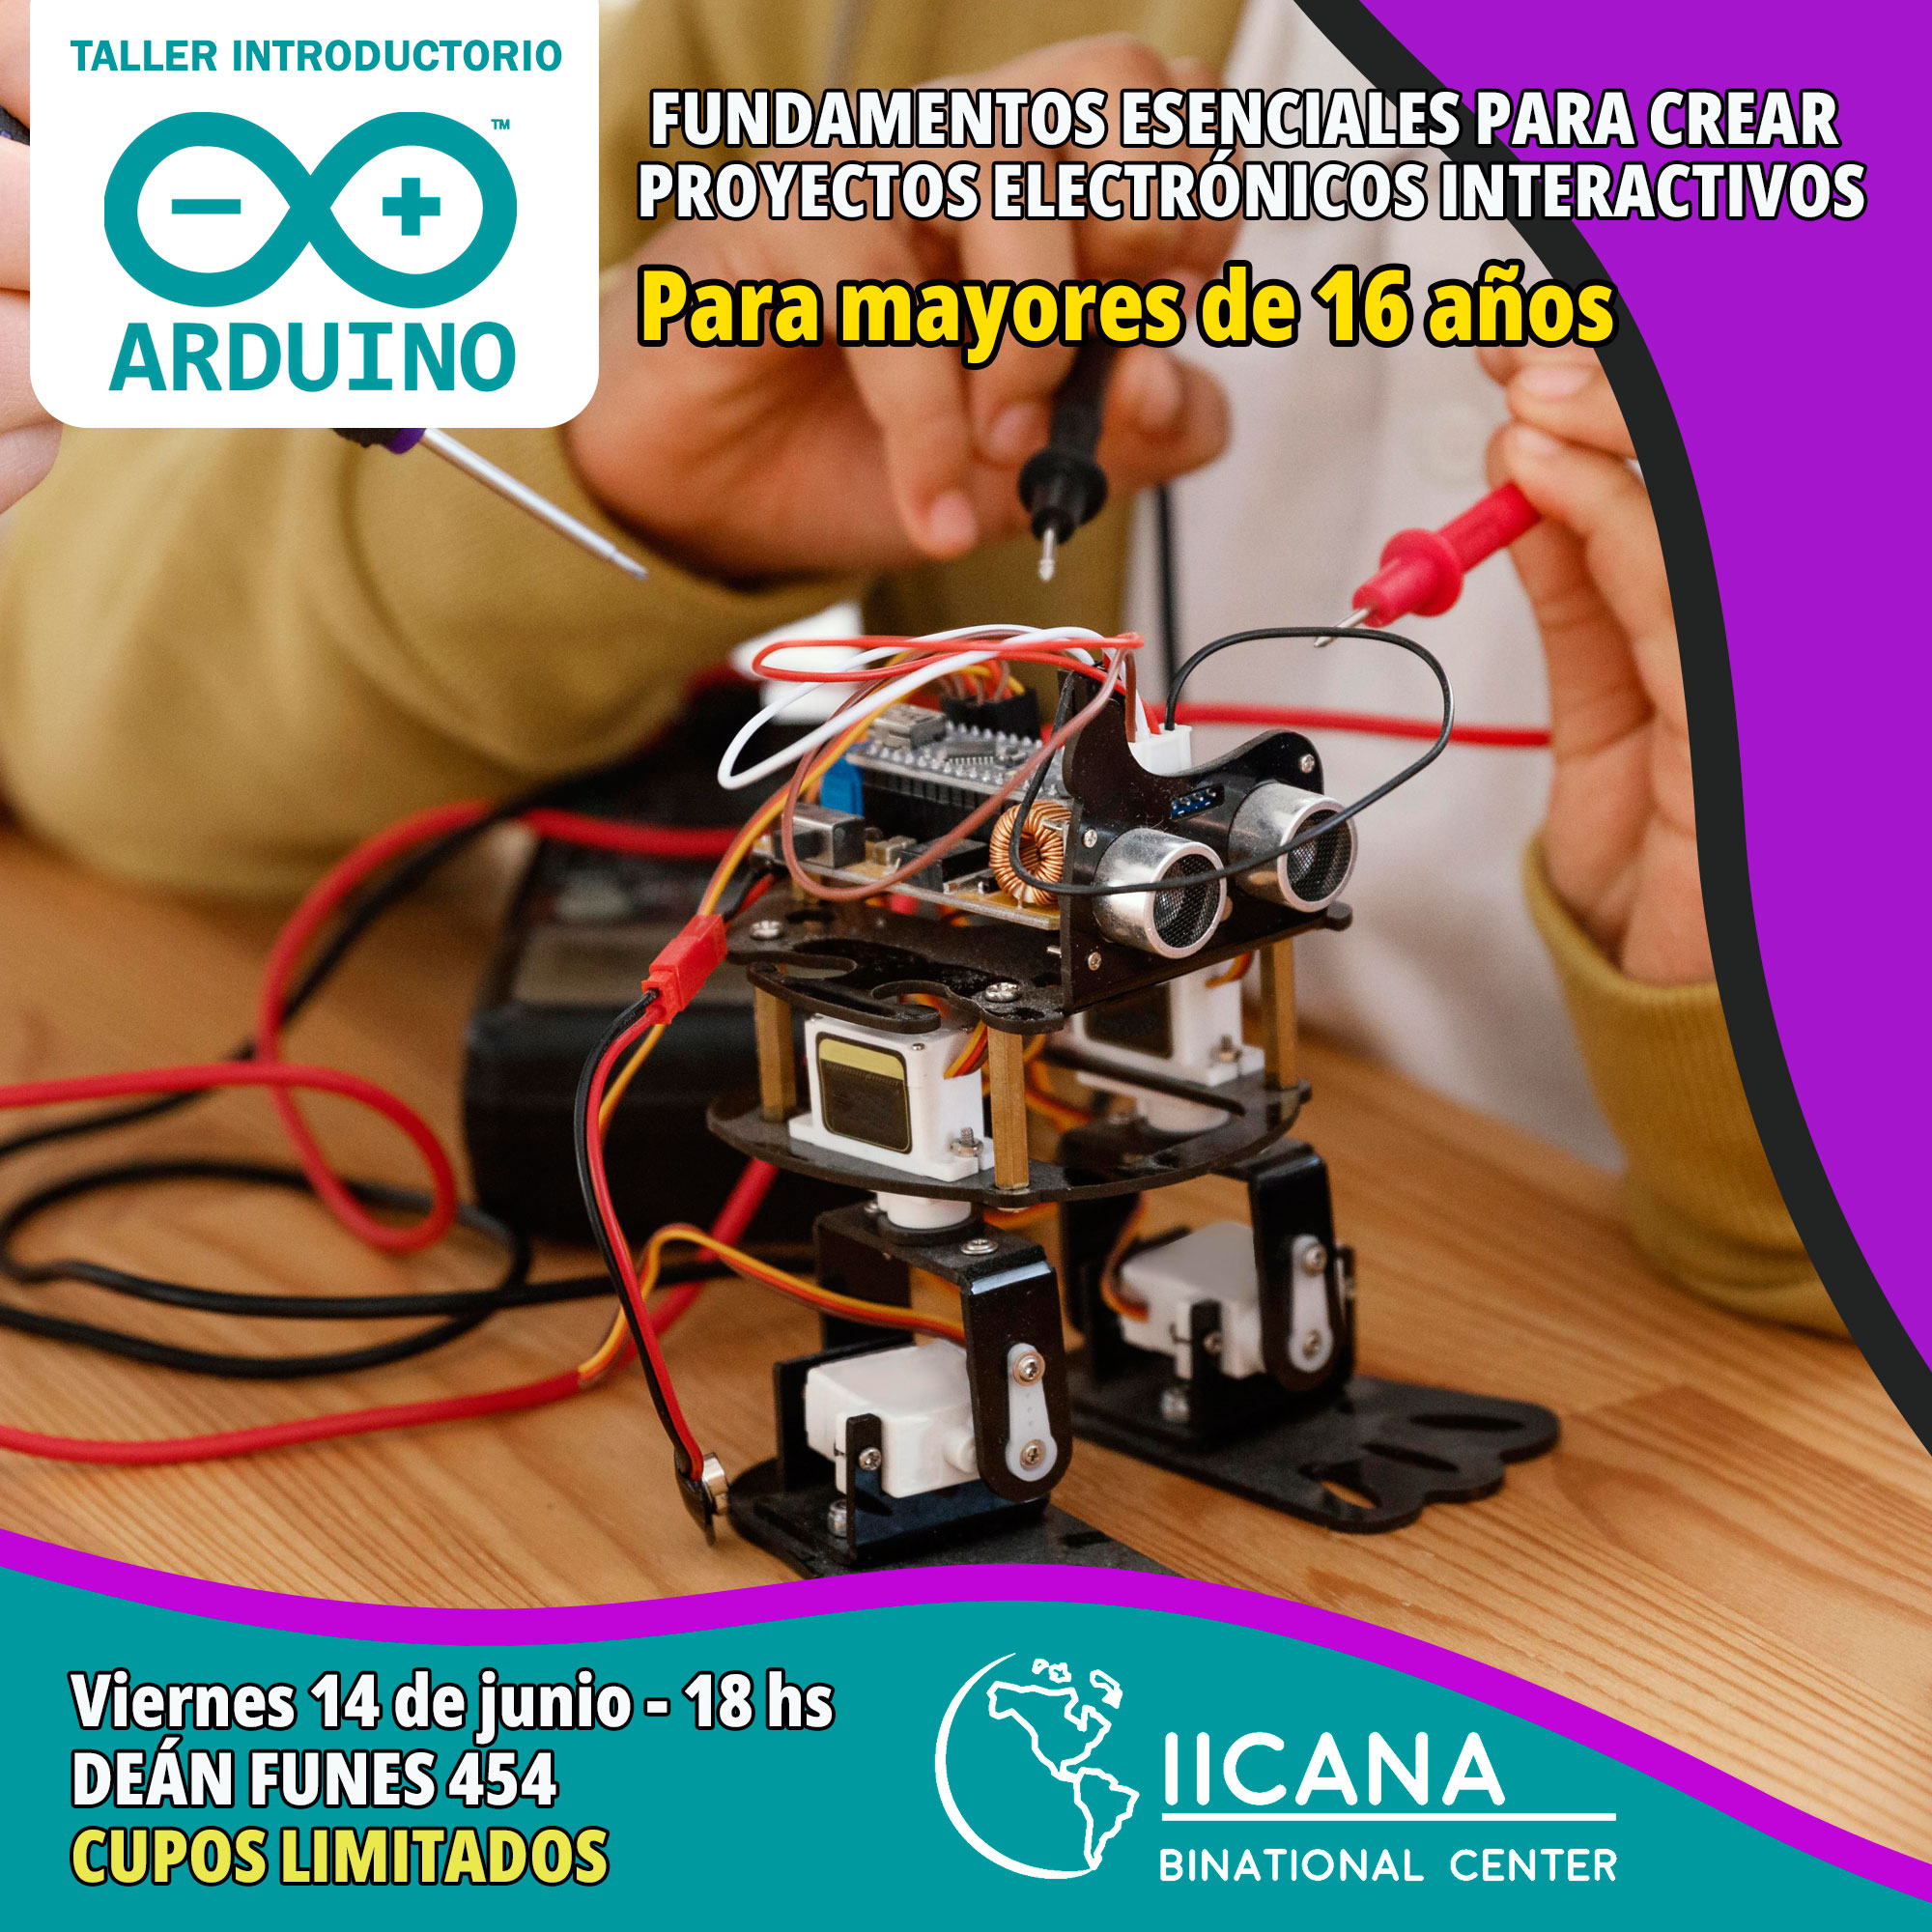 TALLER INTRODUCTORIO
™
ARDUINO
FUNDAMENTOS ESENCIALES PARA CREAR
PROYECTOS ELECTRÓNICOS INTERACTIVOS
Para mayores de 16 años
Viernes 14 de junio - 18 hs
DEÁN FUNES 454
CUPOS LIMITADOS
IICANA
BINATIONAL CENTER